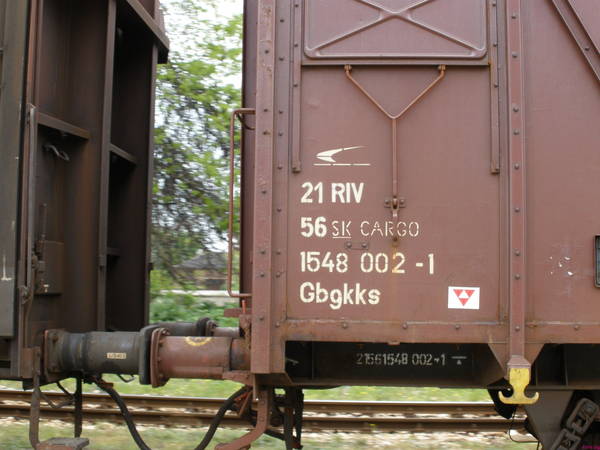 21 RIV
56 SK CARGO
1548 002 -1
Gbgkks
21561548 002-1